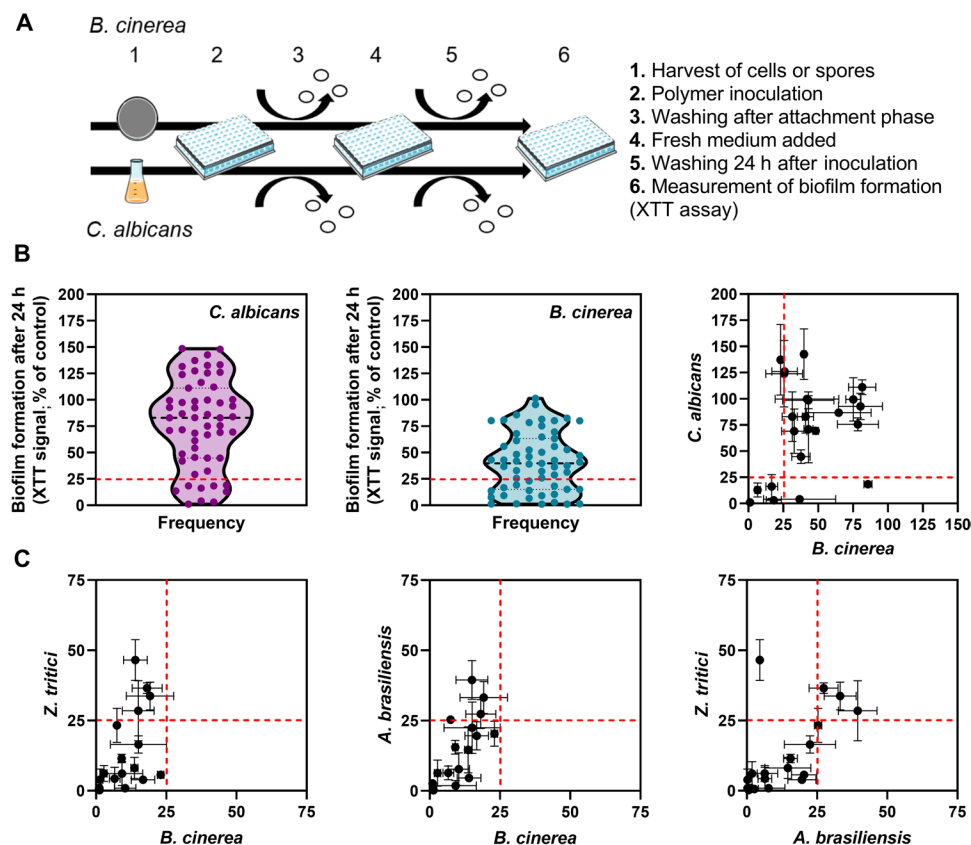 A
B. cinerea
1 2 3 4 5 6
C. albicans
1. Harvest of cells or spores
2. Polymer inoculation
3. Washing after attachment phase
4. Fresh medium added
5. Washing 24 h after inoculation
6. Measurement of biofilm formation
(XTT assay)
B
Biofilm formation after 24 h
(XTT signal; % of control)
200
175
150
125
100
75
50
25
0
C. albicans
Frequency
Biofilm formation after 24 h
(XTT signal; % of control)
200
175
150
125
100
75
50
25
0
B. cinerea
Frequency
C. albicans
200
175
150
125
100
75
50
25
0
0 25 50 75 100 125 150
B. cinerea
C
Z. tritici
75
50
25
0
0 25 50 75
B. cinerea
A. brasiliensis
75
50
25
0
0 25 50 75
B. cinerea
Z. tritici
75
50
25
0
0 25 50 75
A. brasiliensis